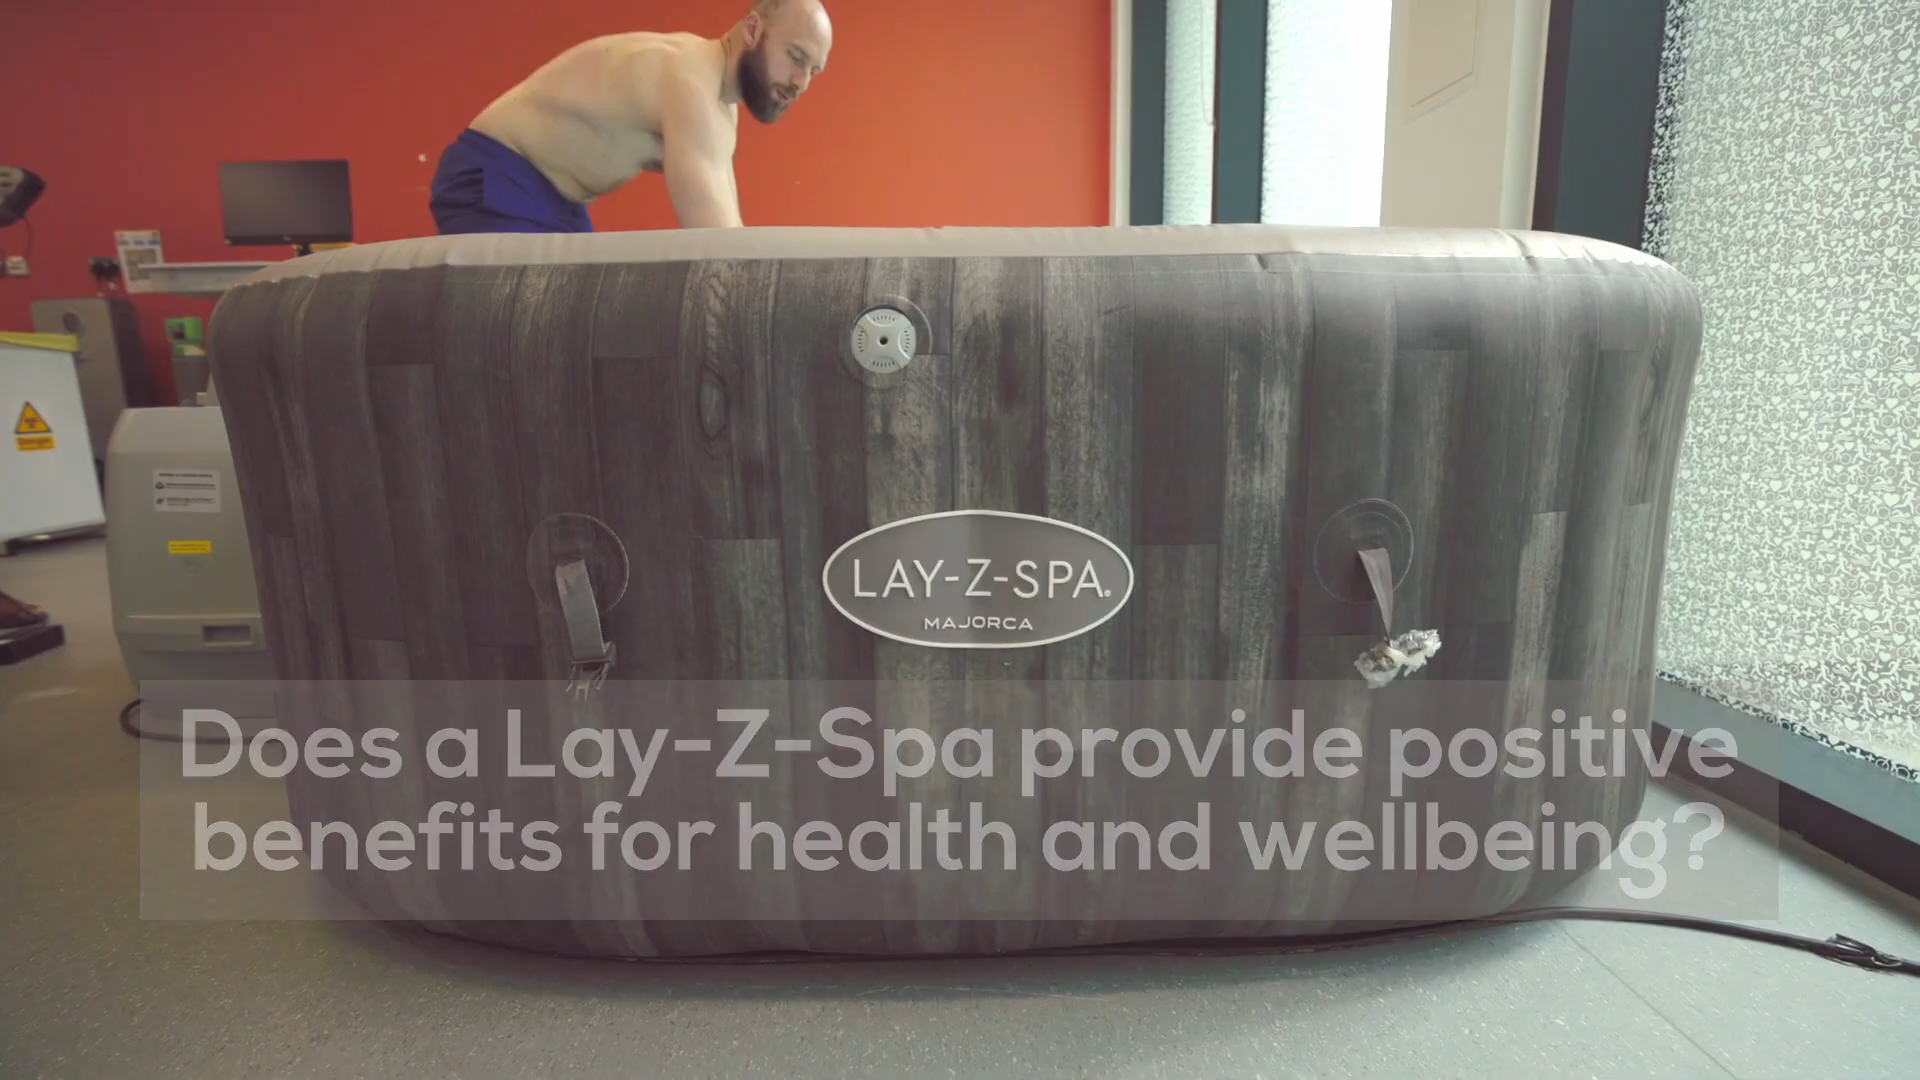 LAY-Z-SPA®
MAJORCA
Does a Lay-Z-Spa provide positive
benefits for health and wellbeing?